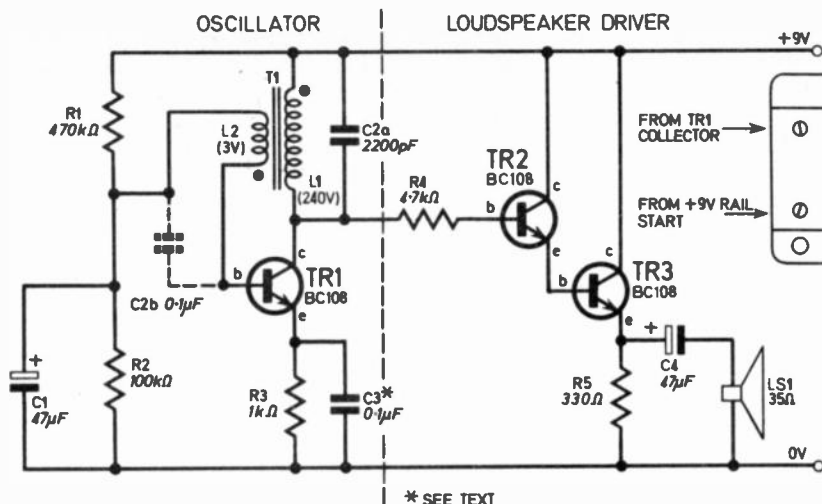 OSCILLATOR
LOUDSPEAKER DRIVER
+9V
T1
R1
470kΩ
L2
(3V)
C2a
2200pF
L1
(240V)
R4
4·7kΩ
TR2
BC108
c
b
e
FROM TR1
COLLECTOR
FROM +9V RAIL
START
C2b 0·1µF
b
c
TR1
BC108
e
b
c
TR3
BC108
e
+
C1
47µF
R2
100kΩ
R3
1kΩ
C3*
0·1µF
R5
330Ω
+
C4
47µF
LS1
35Ω
0V
* SEE TEXT